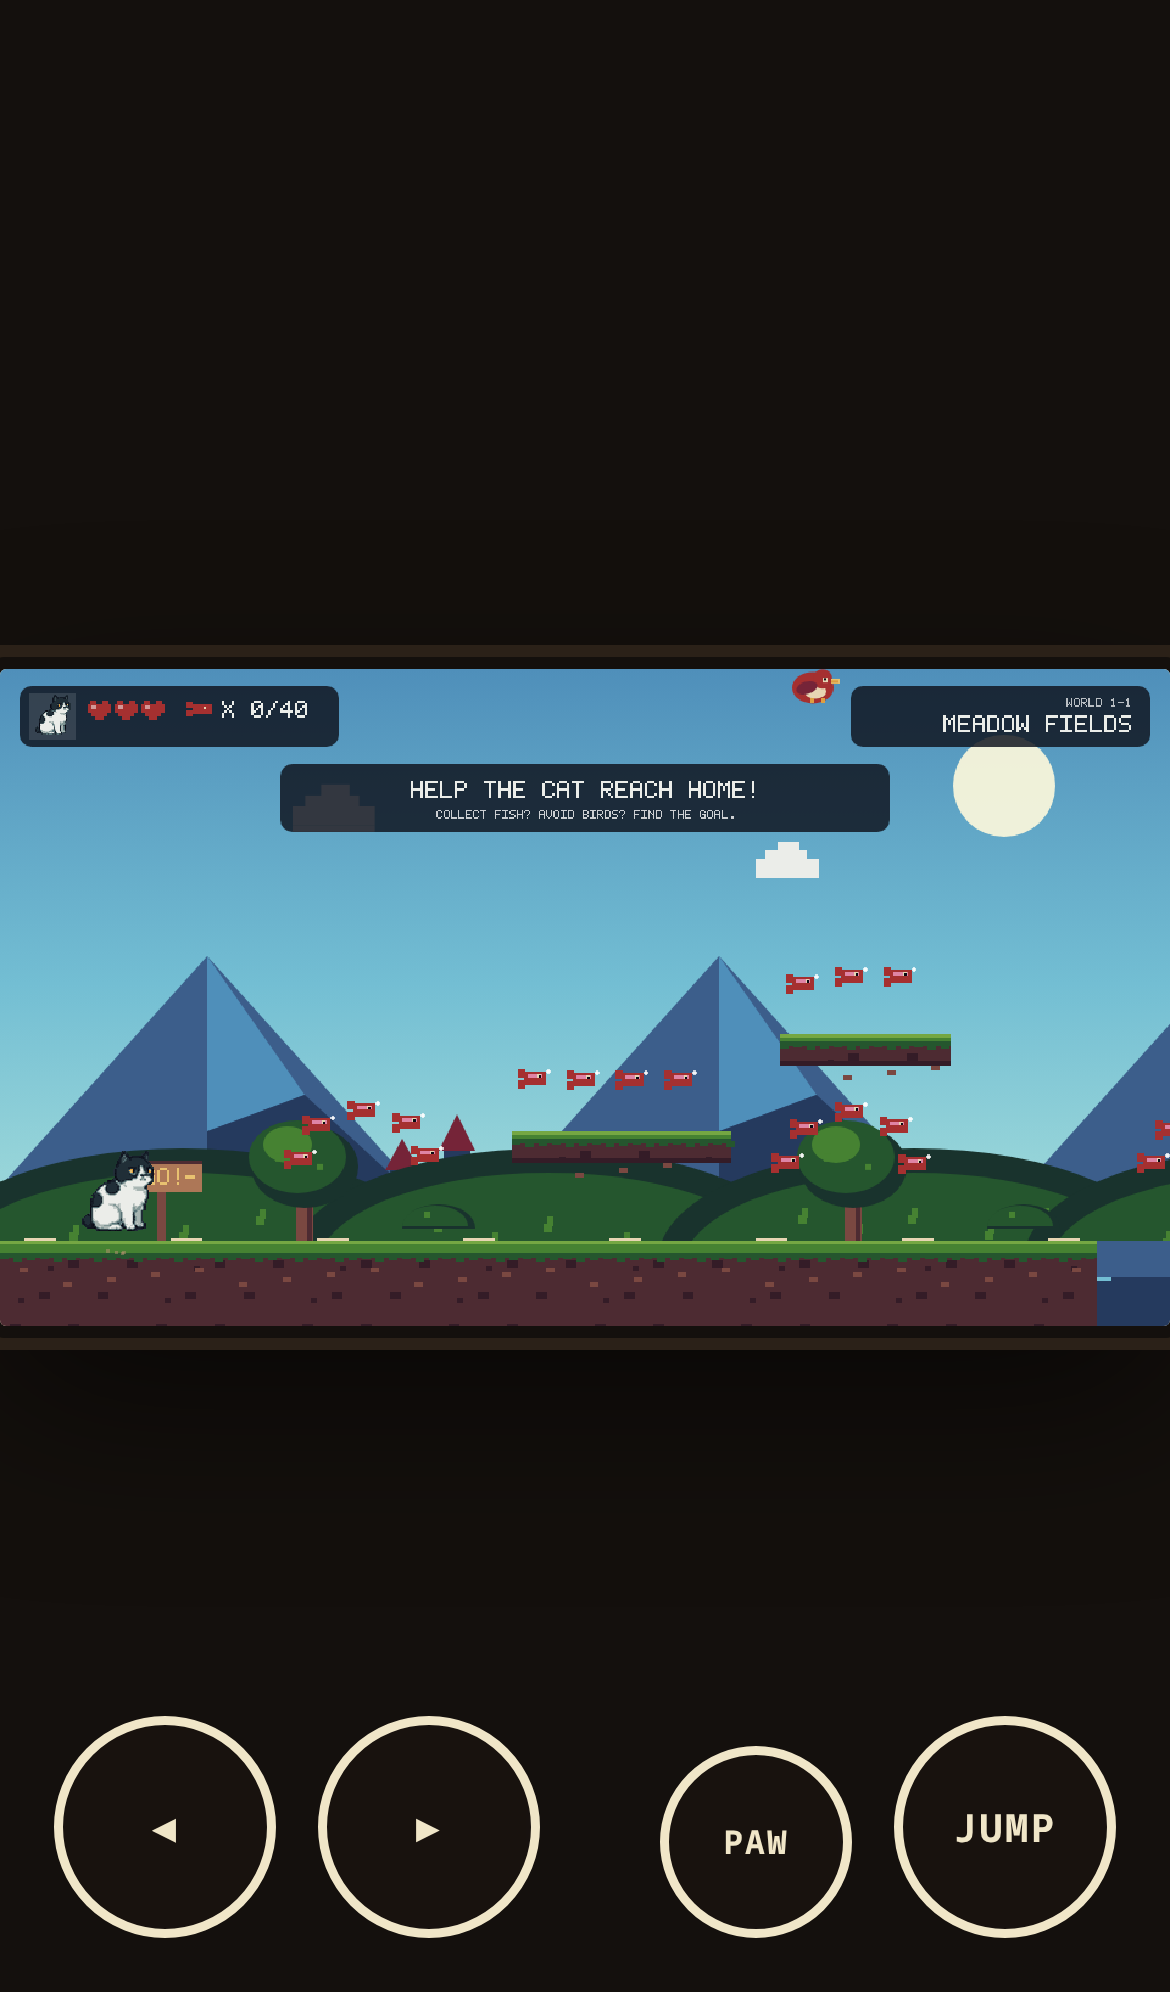 X 0/40
WORLD 1-1
MEADOW FIELDS
HELP THE CAT REACH HOME!
COLLECT FISH? AVOID BIRDS? FIND THE GOAL.
◀
▶
PAW
JUMP